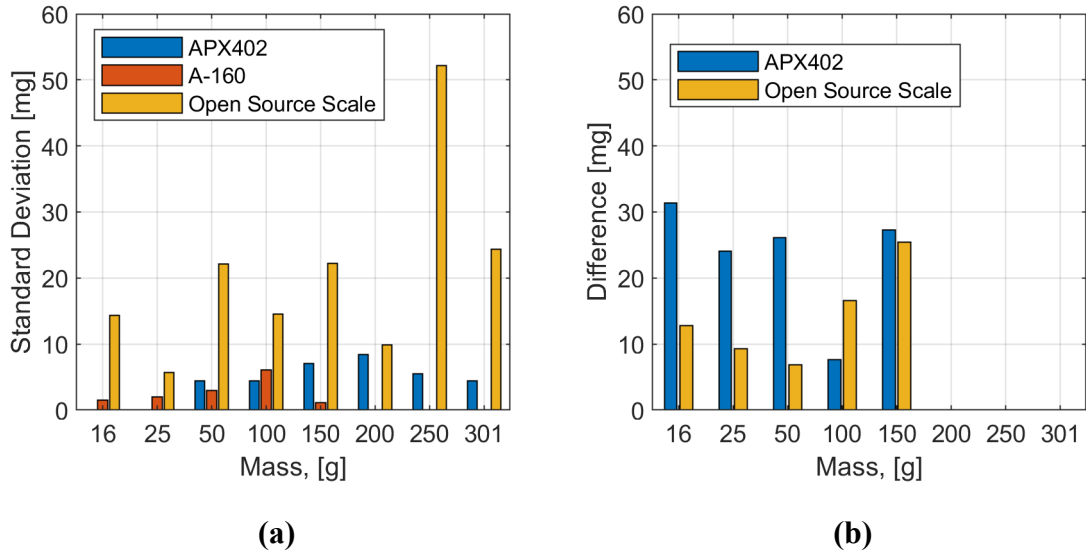 60
50
40
30
20
10
0
Standard Deviation [mg]
APX402
A-160
Open Source Scale
16 25 50 100 150 200 250 301
Mass, [g]
(a)
60
50
40
30
20
10
0
Difference [mg]
APX402
Open Source Scale
16 25 50 100 150 200 250 301
Mass, [g]
(b)